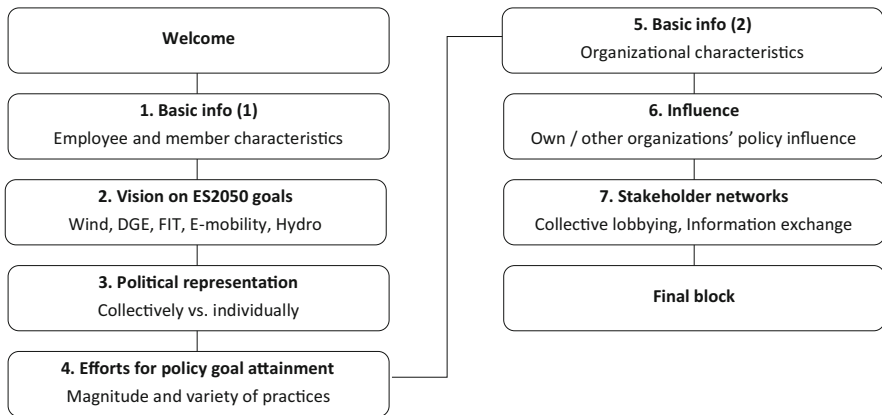 Welcome
1. Basic info (1)
Employee and member characteristics
2. Vision on ES2050 goals
Wind, DGE, FIT, E-mobility, Hydro
3. Political representation
Collectively vs. individually
4. Efforts for policy goal attainment
Magnitude and variety of practices
5. Basic info (2)
Organizational characteristics
6. Influence
Own / other organizations’ policy influence
7. Stakeholder networks
Collective lobbying, Information exchange
Final block